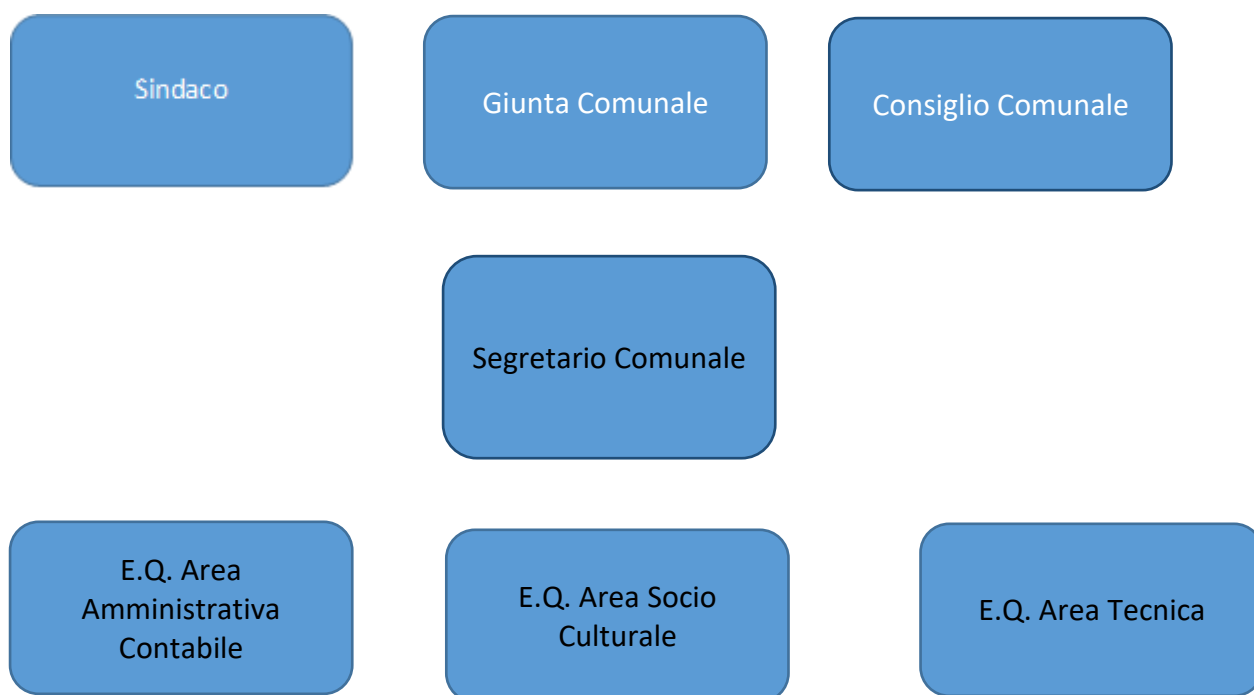 Sindaco
Giunta Comunale
Consiglio Comunale
Segretario Comunale
E.Q. Area
Amministrativa
Contabile
E.Q. Area Socio
Culturale
E.Q. Area Tecnica